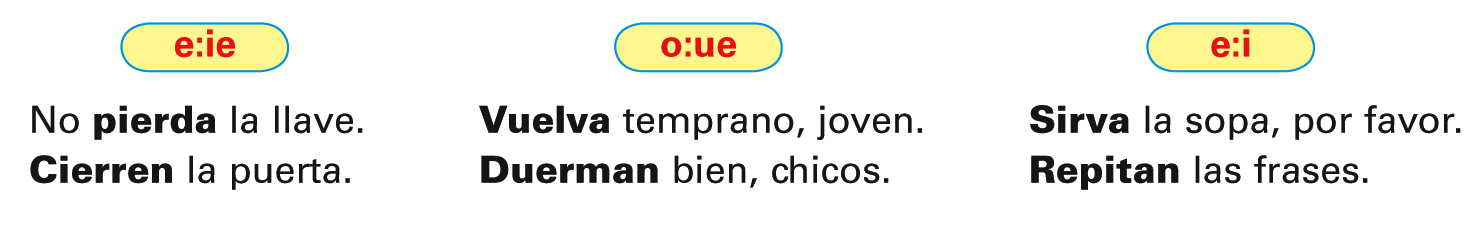 e:ie
No pierda la llave.
Cierren la puerta.
o:ue
Vuelva temprano, joven.
Duerman bien, chicos.
e:i
Sirva la sopa, por favor.
Repitan las frases.